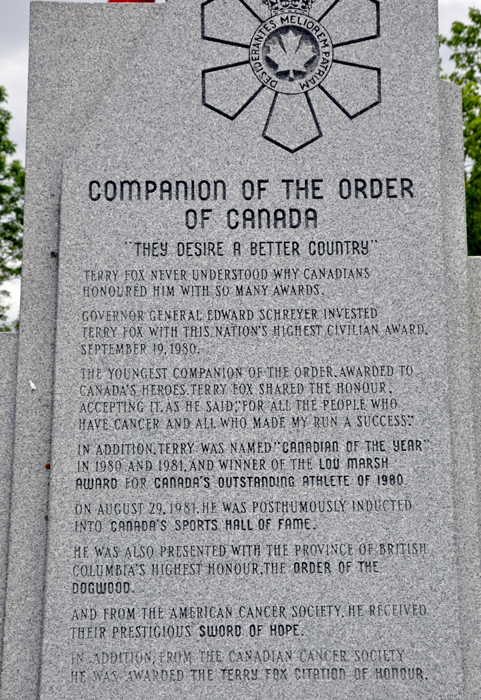 DESIDERANTES MELIOREM PATRIAM
COMPANION OF THE ORDER
OF CANADA
"THEY DESIRE A BETTER COUNTRY"
TERRY FOX NEVER UNDERSTOOD WHY CANADIANS
HONOURED HIM WITH SO MANY AWARDS.
GOVERNOR GENERAL EDWARD SCHREYER INVESTED
TERRY FOX WITH THIS NATION'S HIGHEST CIVILIAN AWARD,
SEPTEMBER 19, 1980.
THE YOUNGEST COMPANION OF THE ORDER, AWARDED TO
CANADA'S HEROES, TERRY FOX SHARED THE HONOUR,
ACCEPTING IT, AS HE SAID, "FOR ALL THE PEOPLE WHO
HAVE CANCER AND ALL WHO MADE MY RUN A SUCCESS."
IN ADDITION, TERRY WAS NAMED "CANADIAN OF THE YEAR"
IN 1980 AND 1981, AND WINNER OF THE LOU MARSH
AWARD FOR CANADA'S OUTSTANDING ATHLETE OF 1980.
ON AUGUST 29, 1981, HE WAS POSTHUMOUSLY INDUCTED
INTO CANADA'S SPORTS HALL OF FAME.
HE WAS ALSO PRESENTED WITH THE PROVINCE OF BRITISH
COLUMBIA'S HIGHEST HONOUR, THE ORDER OF THE
DOGWOOD.
AND FROM THE AMERICAN CANCER SOCIETY, HE RECEIVED
THEIR PRESTIGIOUS SWORD OF HOPE.
IN ADDITION, FROM THE CANADIAN CANCER SOCIETY
HE WAS AWARDED THE TERRY FOX CITATION OF HONOUR.